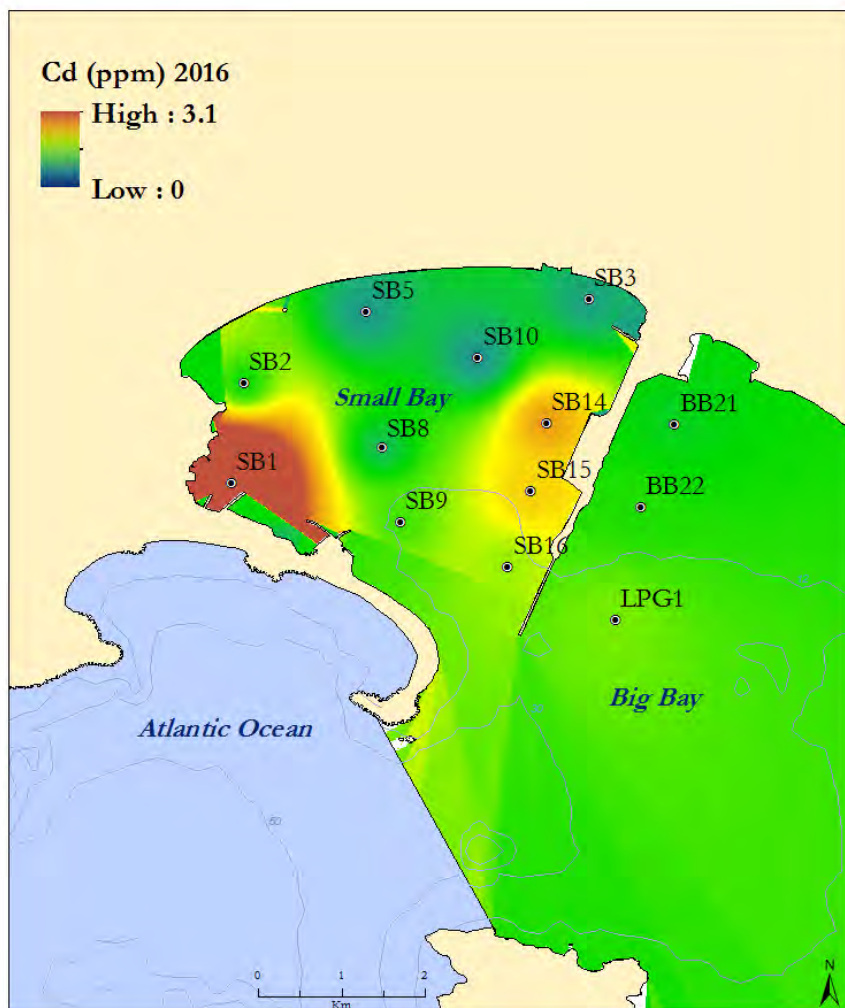 Cd (ppm) 2016
High : 3.1
Low : 0
SB3
SB5
SB10
SB2
Small Bay
SB14
BB21
SB8
SB1
SB15
BB22
SB9
SB16
LPG1
Big Bay
Atlantic Ocean
60
N
0 1 2
Km